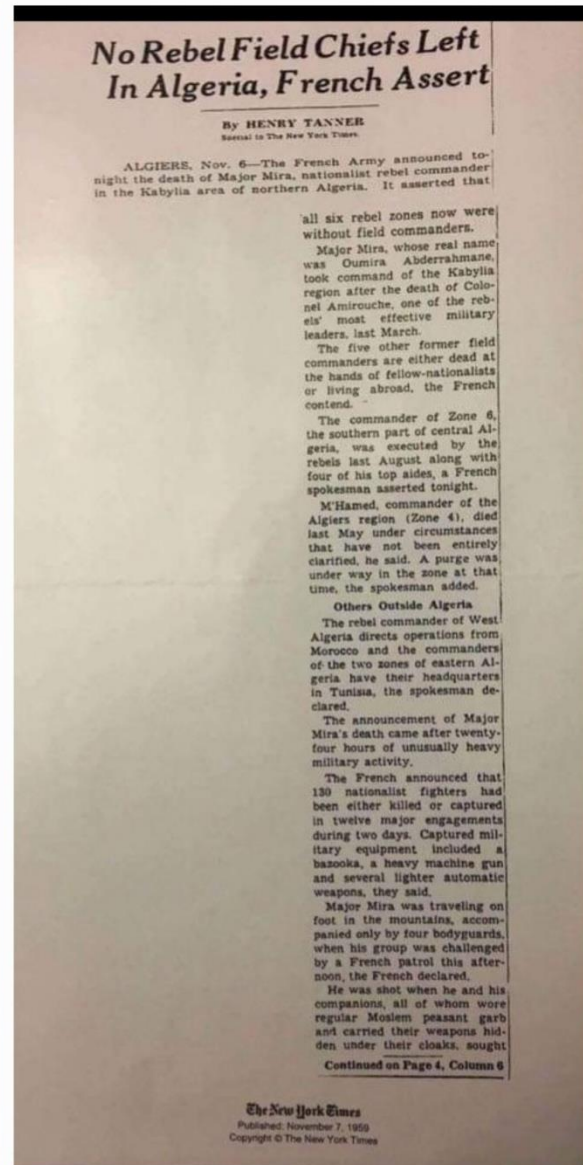 No Rebel Field Chiefs Left
In Algeria, French Assert
By HENRY TANNER
Special to The New York Times.
ALGIERS, Nov. 6—The French Army announced to-
night the death of Major Mira, nationalist rebel commander
in the Kabylia area of northern Algeria. It asserted that
all six rebel zones now were
without field commanders.
Major Mira, whose real name
was Oumira Abderrahmane,
took command of the Kabylia
region after the death of Colo-
nel Amirouche, one of the reb-
els' most effective military
leaders, last March.
The five other former field
commanders are either dead at
the hands of fellow-nationalists
or living abroad, the French
contend.
The commander of Zone 6,
the southern part of central Al-
geria, was executed by the
rebels last August along with
four of his top aides, a French
spokesman asserted tonight.
M'Hamed, commander of the
Algiers region (Zone 4), died
last May under circumstances
that have not been entirely
clarified, he said. A purge was
under way in the zone at that
time, the spokesman added.
Others Outside Algeria
The rebel commander of West
Algeria directs operations from
Morocco and the commanders
of the two zones of eastern Al-
geria have their headquarters
in Tunisia, the spokesman de-
clared.
The announcement of Major
Mira's death came after twenty-
four hours of unusually heavy
military activity.
The French announced that
130 nationalist fighters had
been either killed or captured
in twelve major engagements
during two days. Captured mil-
itary equipment included a
bazooka, a heavy machine gun
and several lighter automatic
weapons, they said.
Major Mira was traveling on
foot in the mountains, accom-
panied only by four bodyguards,
when his group was challenged
by a French patrol this after-
noon, the French declared.
He was shot when he and his
companions, all of whom wore
regular Moslem peasant garb
and carried their weapons hid-
den under their cloaks, sought
Continued on Page 4, Column 6
The New York Times
Published: November 7, 1959
Copyright © The New York Times